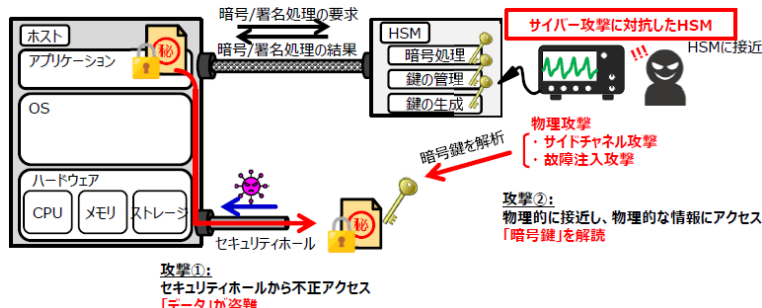 暗号/署名処理の要求
暗号/署名処理の結果
ホスト
アプリケーション
秘
OS
ハードウェア
CPU
メモリ
ストレージ
HSM
暗号処理
鍵の管理
鍵の生成
サイバー攻撃に対抗したHSM
!!!
HSMに接近
物理攻撃
・ サイドチャネル攻撃
・ 故障注入攻撃
暗号鍵を解析
秘
セキュリティホール
攻撃①:
セキュリティホールから不正アクセス
「データ」が盗難
攻撃②:
物理的に接近し、物理的な情報にアクセス
「暗号鍵」を解読